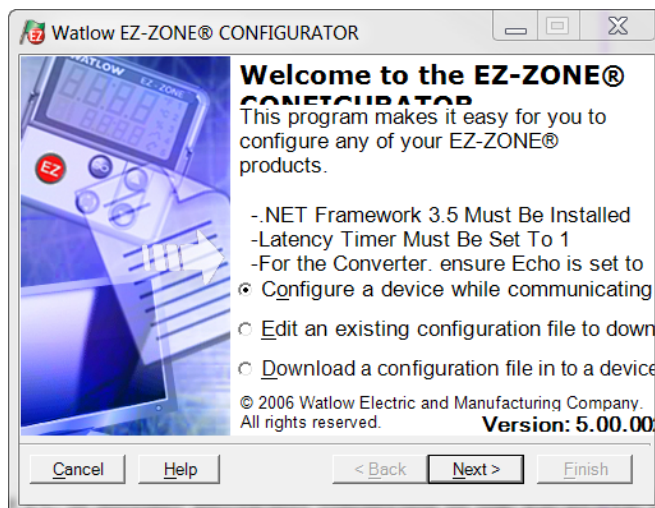 Watlow EZ-ZONE® CONFIGURATOR
WATLOW
EZ-ZONE
EZ
Welcome to the EZ-ZONE®
CONFIGURATOR
This program makes it easy for you to
configure any of your EZ-ZONE®
products.
-.NET Framework 3.5 Must Be Installed
-Latency Timer Must Be Set To 1
-For the Converter. ensure Echo is set to
Configure a device while communicating
Edit an existing configuration file to down
Download a configuration file in to a device
© 2006 Watlow Electric and Manufacturing Company.
All rights reserved. Version: 5.00.00
Cancel Help < Back Next > Finish